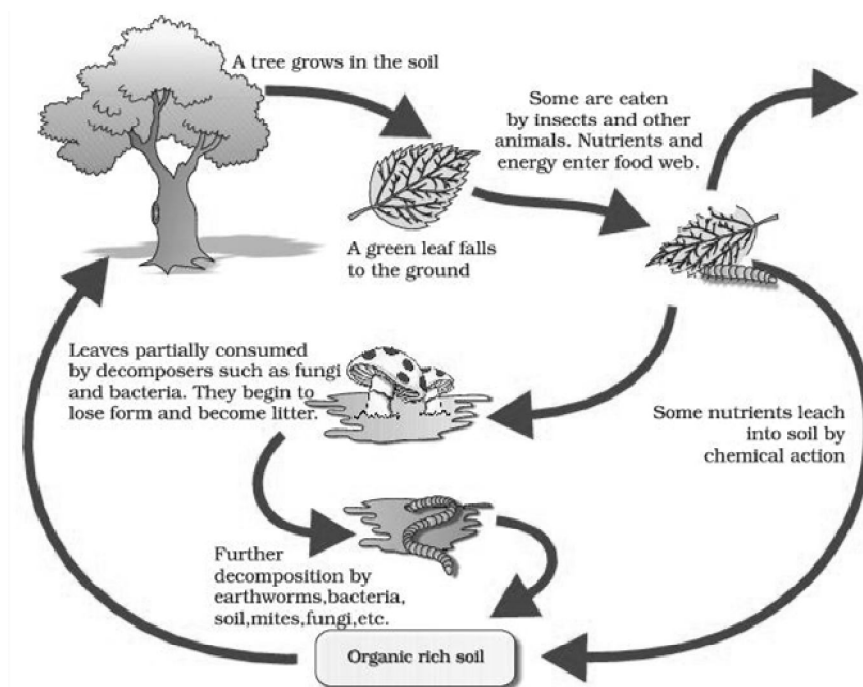 A tree grows in the soil
Some are eaten
by insects and other
animals. Nutrients and
energy enter food web.
A green leaf falls
to the ground
Leaves partially consumed
by decomposers such as fungi
and bacteria. They begin to
lose form and become litter.
Some nutrients leach
into soil by
chemical action
Further
decomposition by
earthworms,bacteria,
soil,mites,fungi,etc.
Organic rich soil